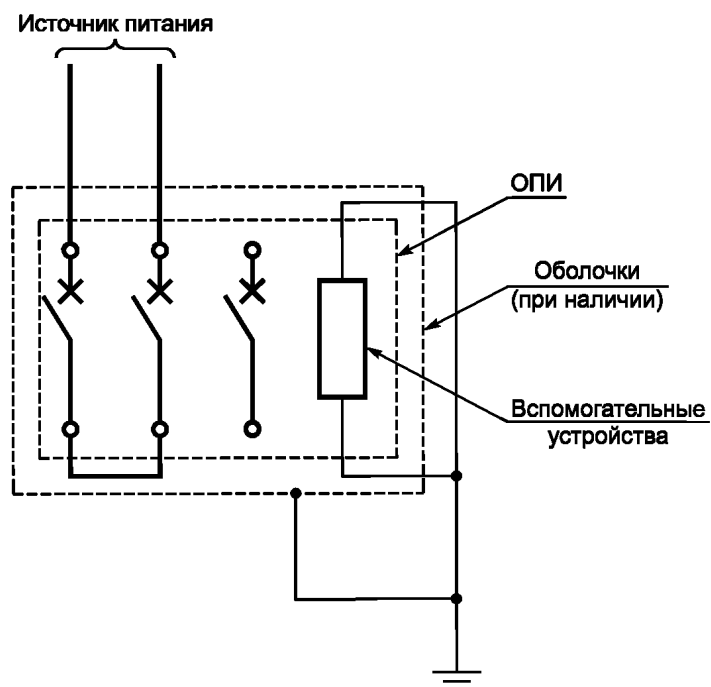 Источник питания
ОПИ
Оболочки
(при наличии)
Вспомогательные
устройства